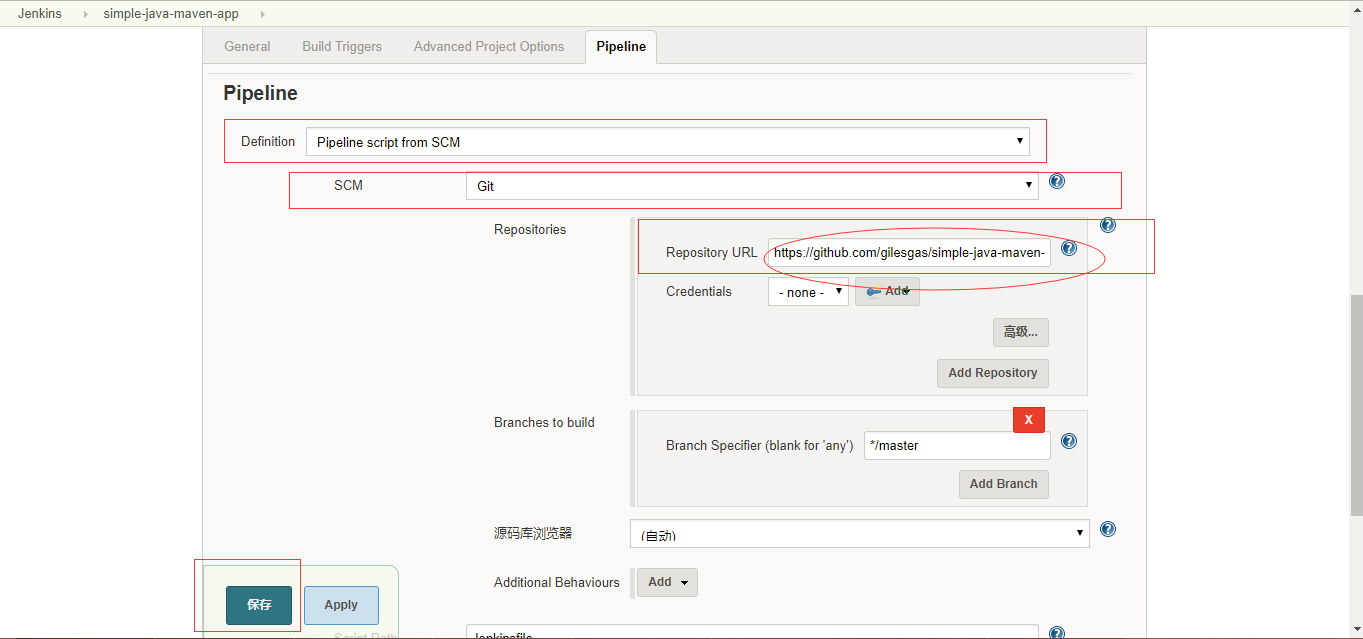 Jenkins simple-java-maven-app
General Build Triggers Advanced Project Options Pipeline
Pipeline
Definition Pipeline script from SCM
SCM Git
Repositories
Repository URL https://github.com/gilesgas/simple-java-maven-
Credentials - none - Add
高级...
Add Repository
Branches to build
X
Branch Specifier (blank for 'any') */master
Add Branch
源码库浏览器 (自动)
Additional Behaviours Add
保存 Apply
Script Path Jenkinsfile